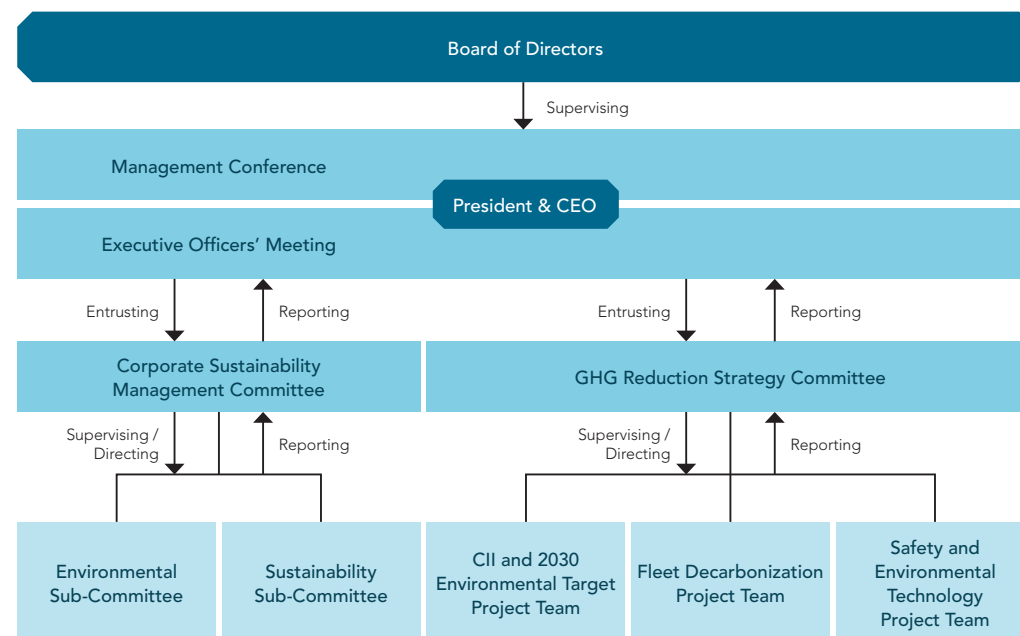 Board of Directors
Supervising
Management Conference
President & CEO
Executive Officers’ Meeting
Entrusting
Reporting
Entrusting
Reporting
Corporate Sustainability
Management Committee
GHG Reduction Strategy Committee
Supervising /
Directing
Reporting
Supervising /
Directing
Reporting
Environmental
Sub-Committee
Sustainability
Sub-Committee
CII and 2030
Environmental Target
Project Team
Fleet Decarbonization
Project Team
Safety and
Environmental
Technology
Project Team